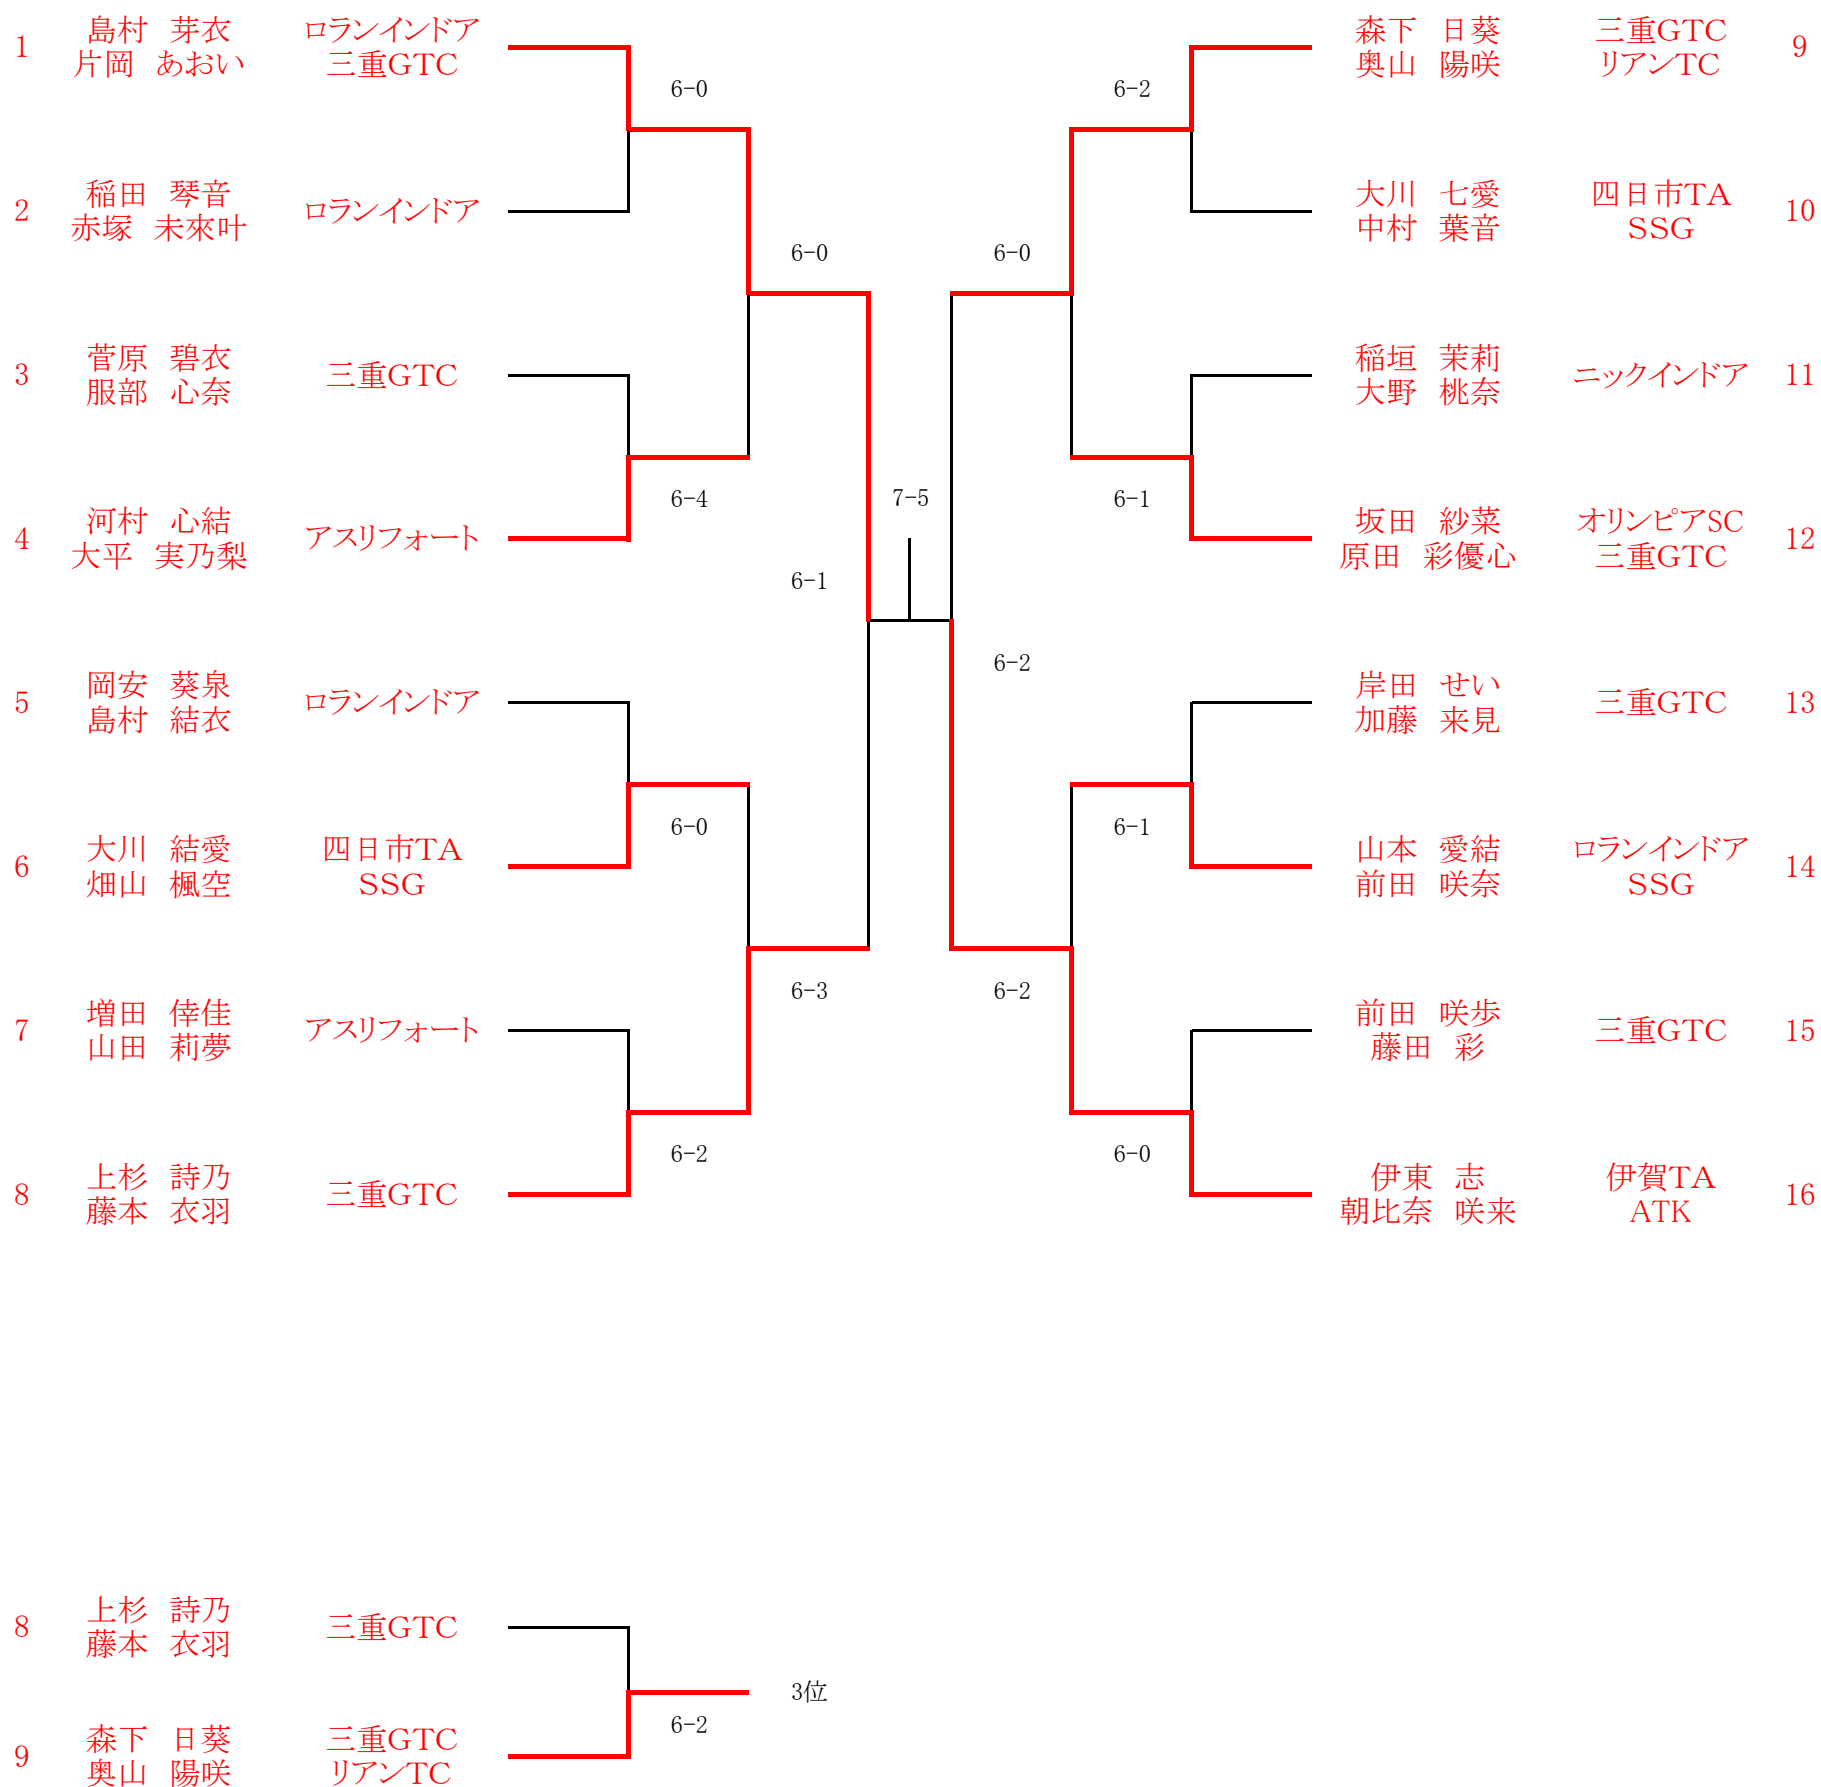 1 島村 芽衣 ロランインドア
片岡 あおい 三重GTC
6-0
2 稲田 琴音 ロランインドア
赤塚 未來叶
6-0
3 菅原 碧衣 三重GTC
服部 心奈
6-4
4 河村 心結 アスリフォート
大平 実乃梨
6-1
5 岡安 葵泉 ロランインドア
島村 結衣
6-0
6 大川 結愛 四日市TA
畑山 楓空 SSG
6-3
7 増田 倖佳 アスリフォート
山田 莉夢
6-2
8 上杉 詩乃 三重GTC
藤本 衣羽
7-5
森下 日葵 三重GTC 9
奥山 陽咲 リアンTC
6-2
大川 七愛 四日市TA 10
中村 葉音 SSG
6-0
稲垣 茉莉 ニックインドア 11
大野 桃奈
6-1
坂田 紗菜 オリンピアSC 12
原田 彩優心 三重GTC
6-2
岸田 せい 三重GTC 13
加藤 来見
6-1
山本 愛結 ロランインドア 14
前田 咲奈 SSG
6-2
前田 咲歩 三重GTC 15
藤田 彩
6-0
伊東 志 伊賀TA 16
朝比奈 咲来 ATK
8 上杉 詩乃 三重GTC
藤本 衣羽
3位
6-2
9 森下 日葵 三重GTC
奥山 陽咲 リアンTC